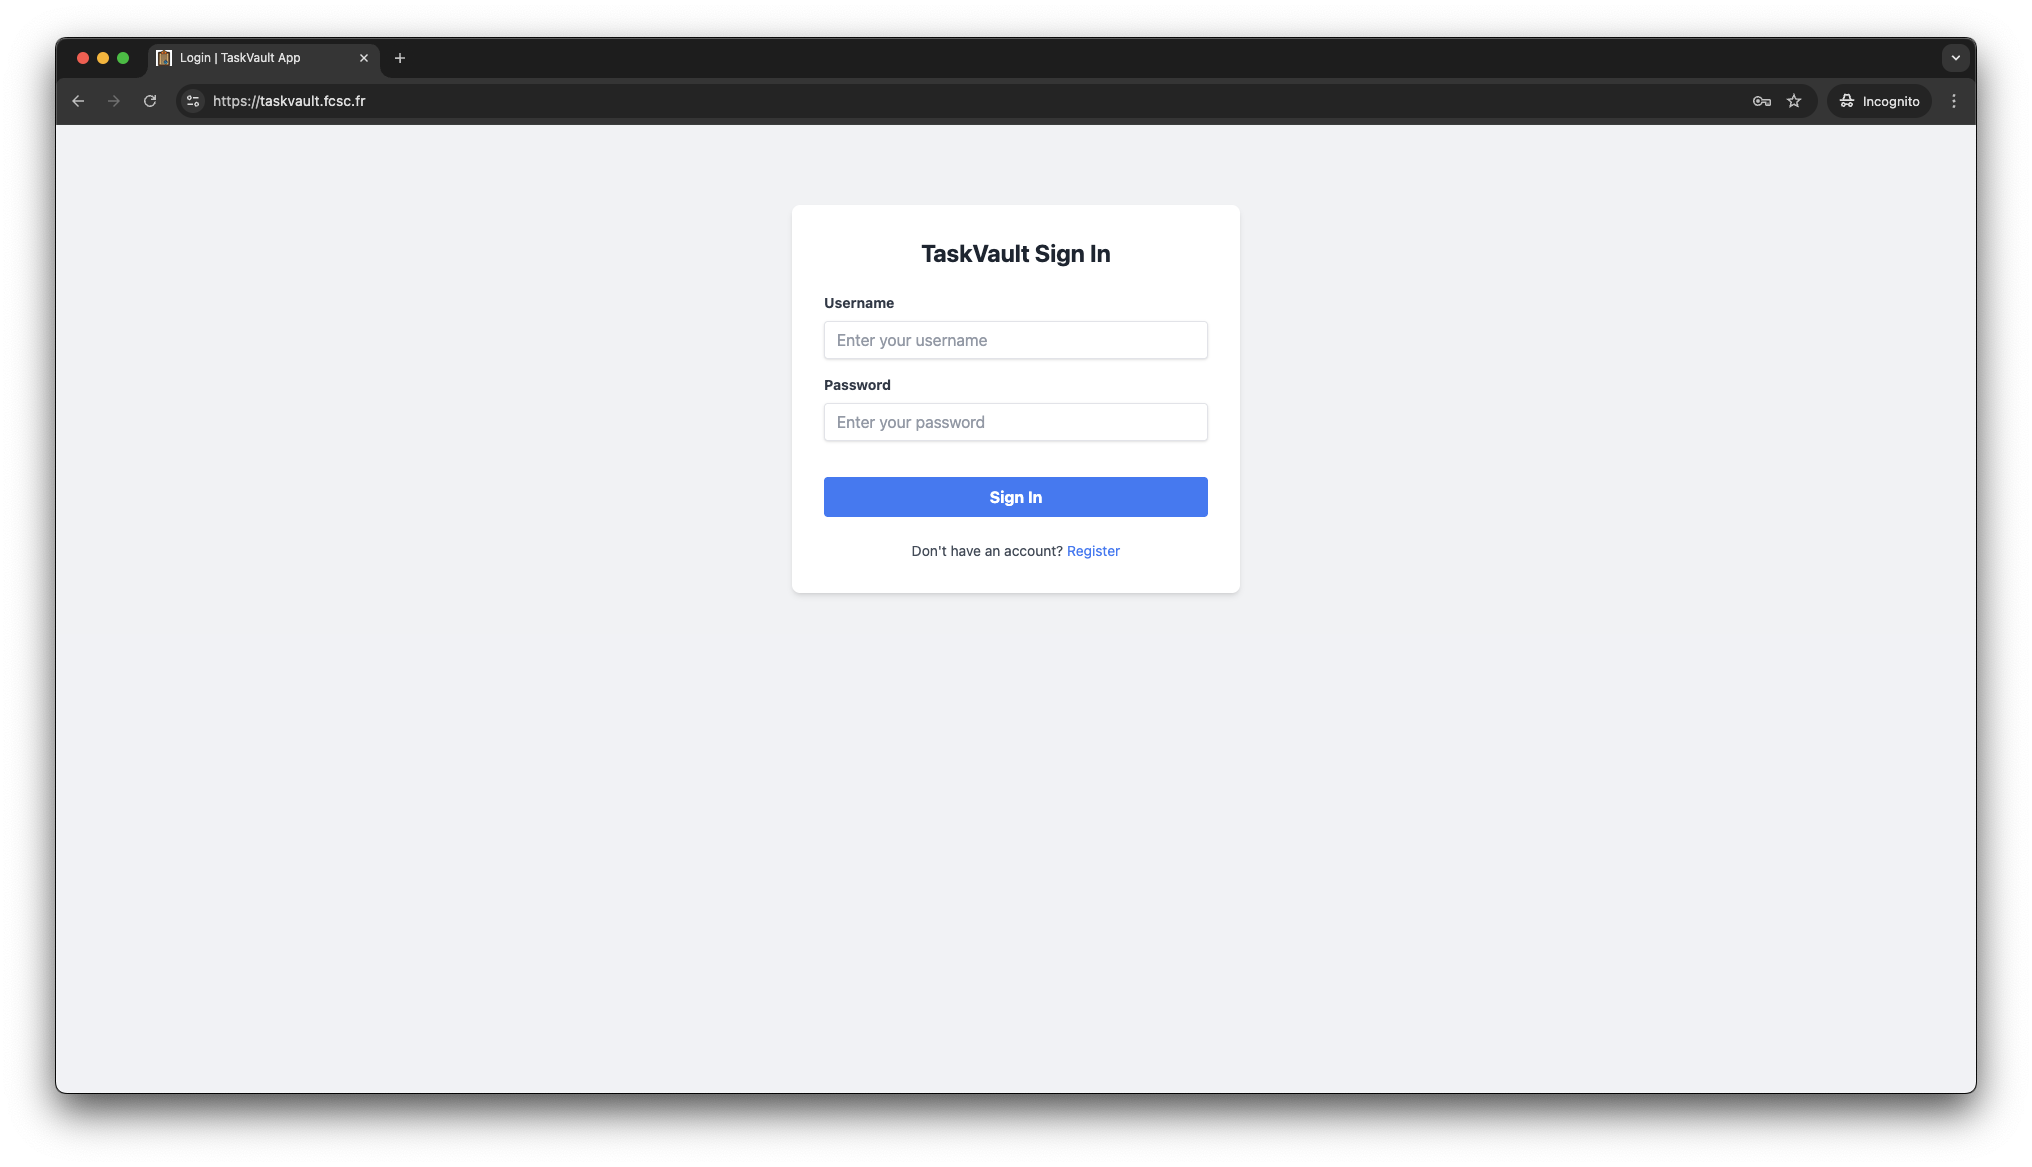 Login | TaskVault App
https://taskvault.fcsc.fr
Incognito
TaskVault Sign In
Username
Enter your username
Password
Enter your password
Sign In
Don't have an account? Register